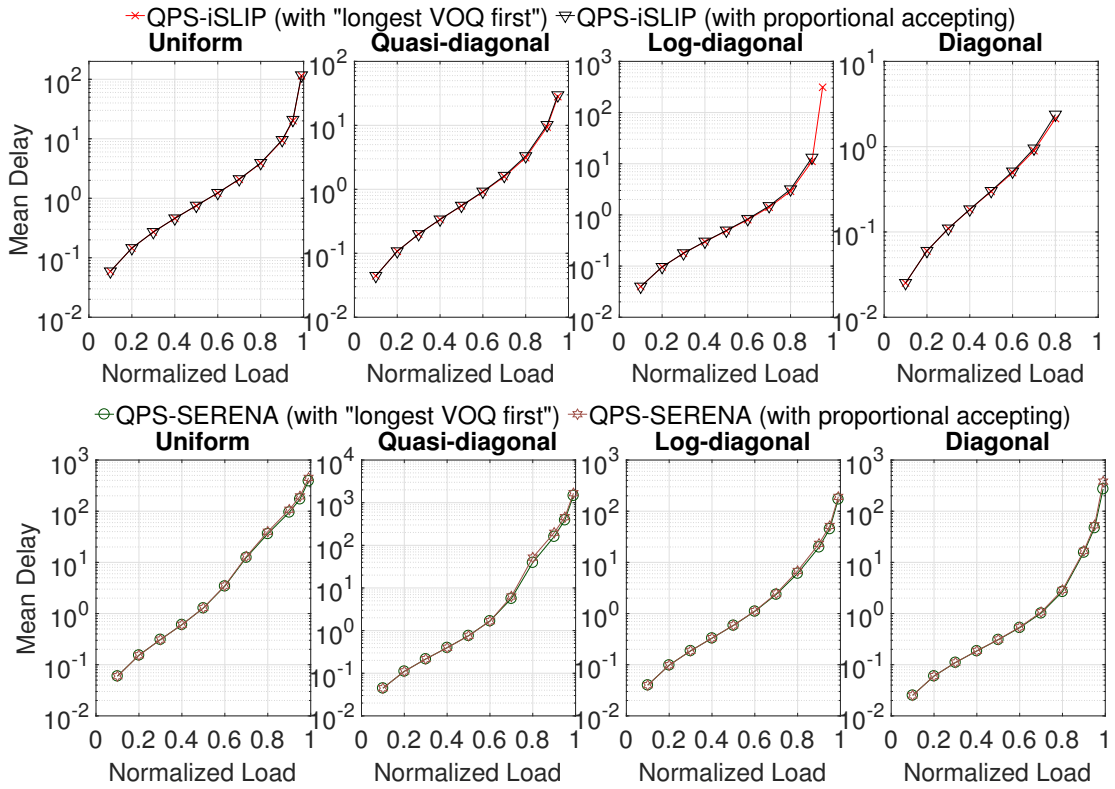 QPS-iSLIP (with "longest VOQ first") QPS-iSLIP (with proportional accepting)
Uniform Quasi-diagonal Log-diagonal Diagonal
10^2 10^2 10^3 10^1
10^1 10^1 10^2 10^0
10^0 10^0 10^1 10^-1
10^-1 10^-1 10^0 10^-2
10^-2 10^-2 10^-1
10^-2
Mean Delay
0 0.2 0.4 0.6 0.8 1 0 0.2 0.4 0.6 0.8 1 0 0.2 0.4 0.6 0.8 1 0 0.2 0.4 0.6 0.8 1
Normalized Load Normalized Load Normalized Load Normalized Load
QPS-SERENA (with "longest VOQ first") QPS-SERENA (with proportional accepting)
Uniform Quasi-diagonal Log-diagonal Diagonal
10^3 10^4 10^3 10^3
10^2 10^3 10^2 10^2
10^1 10^2 10^1 10^1
10^0 10^1 10^0 10^0
10^-1 10^0 10^-1 10^-1
10^-2 10^-1 10^-2 10^-2
10^-2
Mean Delay
0 0.2 0.4 0.6 0.8 1 0 0.2 0.4 0.6 0.8 1 0 0.2 0.4 0.6 0.8 1 0 0.2 0.4 0.6 0.8 1
Normalized Load Normalized Load Normalized Load Normalized Load